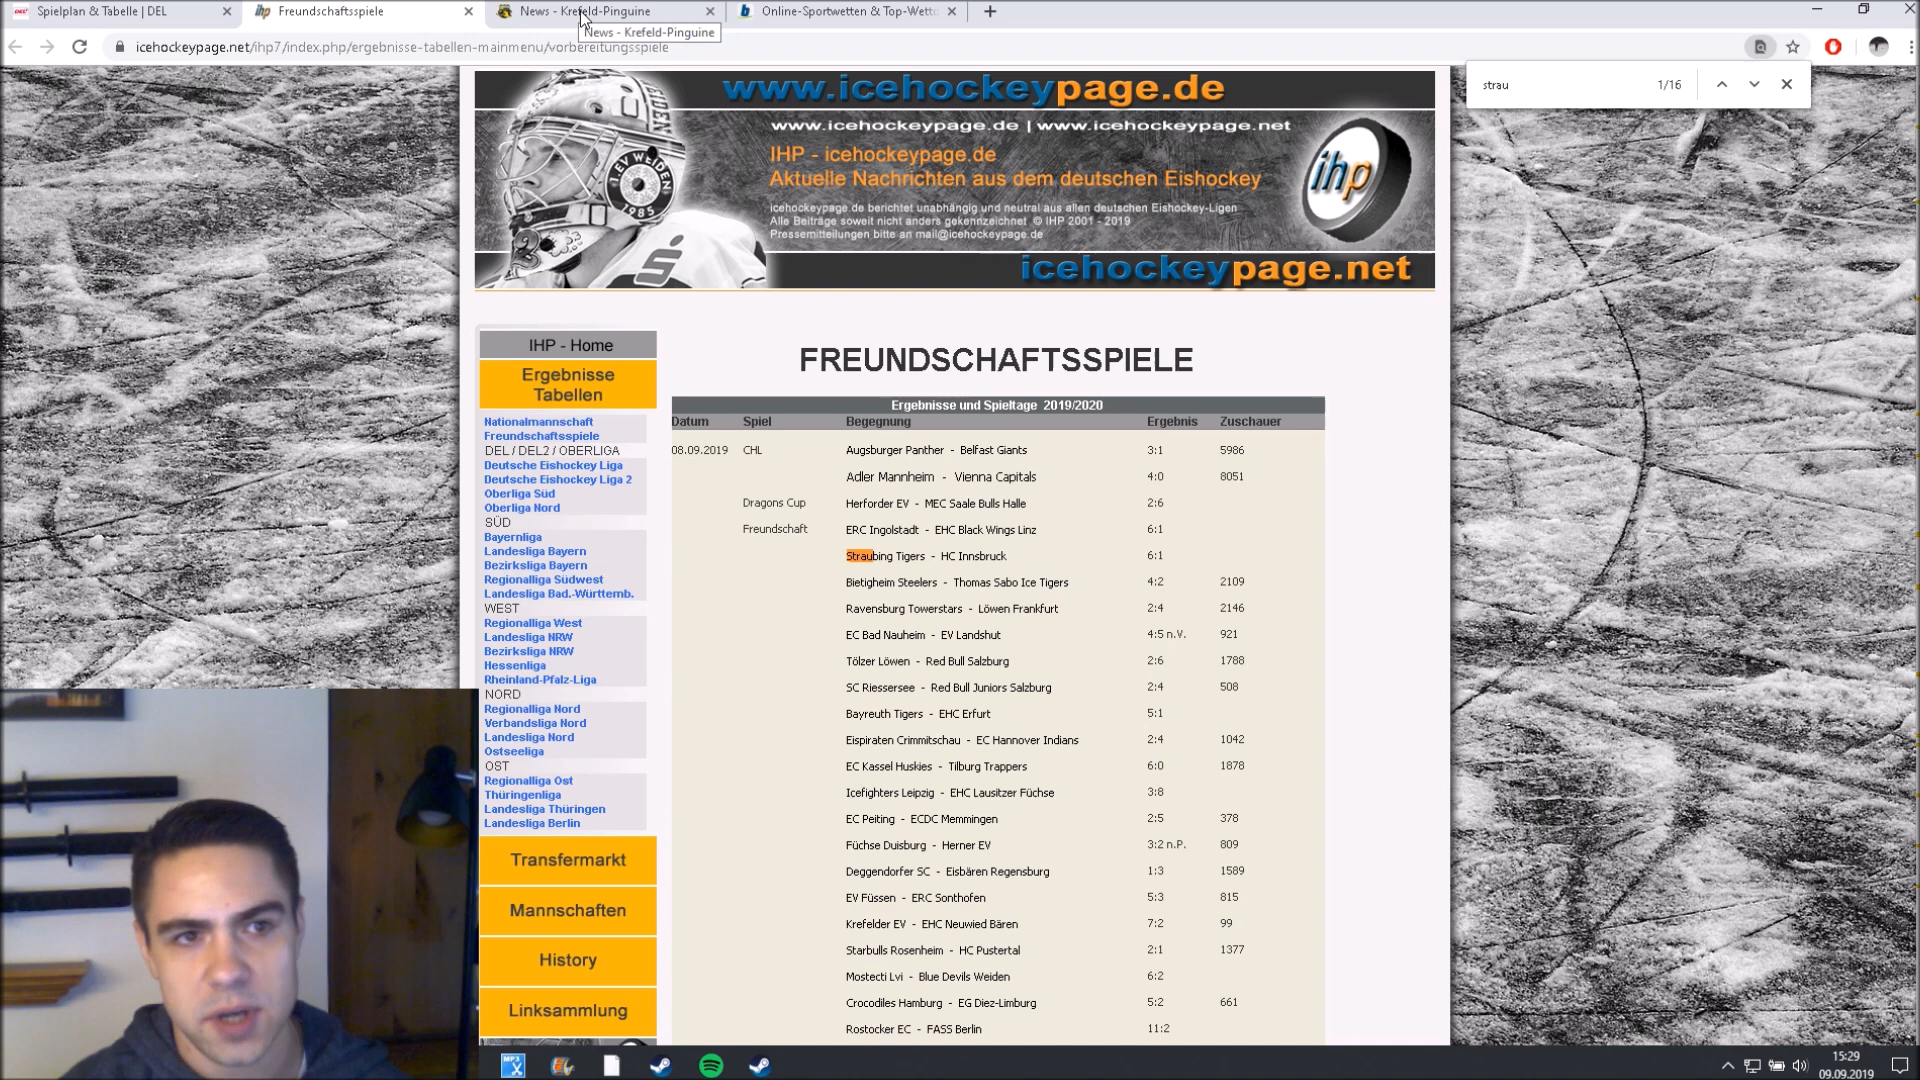 Spielplan & Tabelle | DEL
Freundschaftsspiele
News - Krefeld-Pinguine
Online-Sportwetten & Top-Wettq
News - Krefeld-Pinguine
icehockeypage.net/ihp7/index.php/ergebnisse-tabellen-mainmenu/vorbereitungsspiele
strau 1/16
www.icehockeypage.de
www.icehockeypage.de | www.icehockeypage.net
IHP - icehockeypage.de
Aktuelle Nachrichten aus dem deutschen Eishockey
icehockeypage.de berichtet unabhängig und neutral aus allen deutschen Eishockey-Ligen
Alle Beiträge soweit nicht anders gekennzeichnet © IHP 2001 - 2019
Pressemitteilungen bitte an mail@icehockeypage.de
icehockeypage.net
1.EV WEIDEN
1985
ihp
IHP - Home
Ergebnisse
Tabellen
Nationalmannschaft
Freundschaftsspiele
DEL / DEL2 / OBERLIGA
Deutsche Eishockey Liga
Deutsche Eishockey Liga 2
Oberliga Süd
Oberliga Nord
SÜD
Bayernliga
Landesliga Bayern
Bezirksliga Bayern
Regionalliga Südwest
Landesliga Bad.-Württemb.
WEST
Regionalliga West
Landesliga NRW
Bezirksliga NRW
Hessenliga
Rheinland-Pfalz-Liga
NORD
Regionalliga Nord
Verbandsliga Nord
Landesliga Nord
Ostseeliga
OST
Regionalliga Ost
Thüringenliga
Landesliga Thüringen
Landesliga Berlin
Transfermarkt
Mannschaften
History
Linksammlung
FREUNDSCHAFTSSPIELE
Ergebnisse und Spieltage 2019/2020
Datum Spiel Begegnung Ergebnis Zuschauer
08.09.2019 CHL Augsburger Panther - Belfast Giants 3:1 5986
Adler Mannheim - Vienna Capitals 4:0 8051
Dragons Cup Herforder EV - MEC Saale Bulls Halle 2:6
Freundschaft ERC Ingolstadt - EHC Black Wings Linz 6:1
Straubing Tigers - HC Innsbruck 6:1
Bietigheim Steelers - Thomas Sabo Ice Tigers 4:2 2109
Ravensburg Towerstars - Löwen Frankfurt 2:4 2146
EC Bad Nauheim - EV Landshut 4:5 n.V. 921
Tölzer Löwen - Red Bull Salzburg 2:6 1788
SC Riessersee - Red Bull Juniors Salzburg 2:4 508
Bayreuth Tigers - EHC Erfurt 5:1
Eispiraten Crimmitschau - EC Hannover Indians 2:4 1042
EC Kassel Huskies - Tilburg Trappers 6:0 1878
Icefighters Leipzig - EHC Lausitzer Füchse 3:8
EC Peiting - ECDC Memmingen 2:5 378
Füchse Duisburg - Herner EV 3:2 n.P. 809
Deggendorfer SC - Eisbären Regensburg 1:3 1589
EV Füssen - ERC Sonthofen 5:3 815
Krefelder EV - EHC Neuwied Bären 7:2 99
Starbulls Rosenheim - HC Pustertal 2:1 1377
Mostecti Lvi - Blue Devils Weiden 6:2
Crocodiles Hamburg - EG Diez-Limburg 5:2 661
Rostocker EC - FASS Berlin 11:2
MP3
15:29
09.09.2019